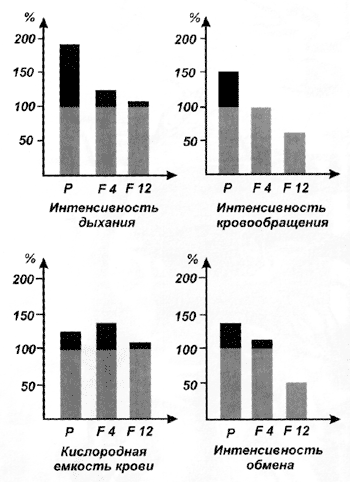 %
200
150
100
50
P F 4 F 12
Интенсивность
дыхания
%
200
150
100
50
P F 4 F 12
Интенсивность
кровообращения
%
200
150
100
50
P F 4 F 12
Кислородная
емкость крови
%
200
150
100
50
P F 4 F 12
Интенсивность
обмена